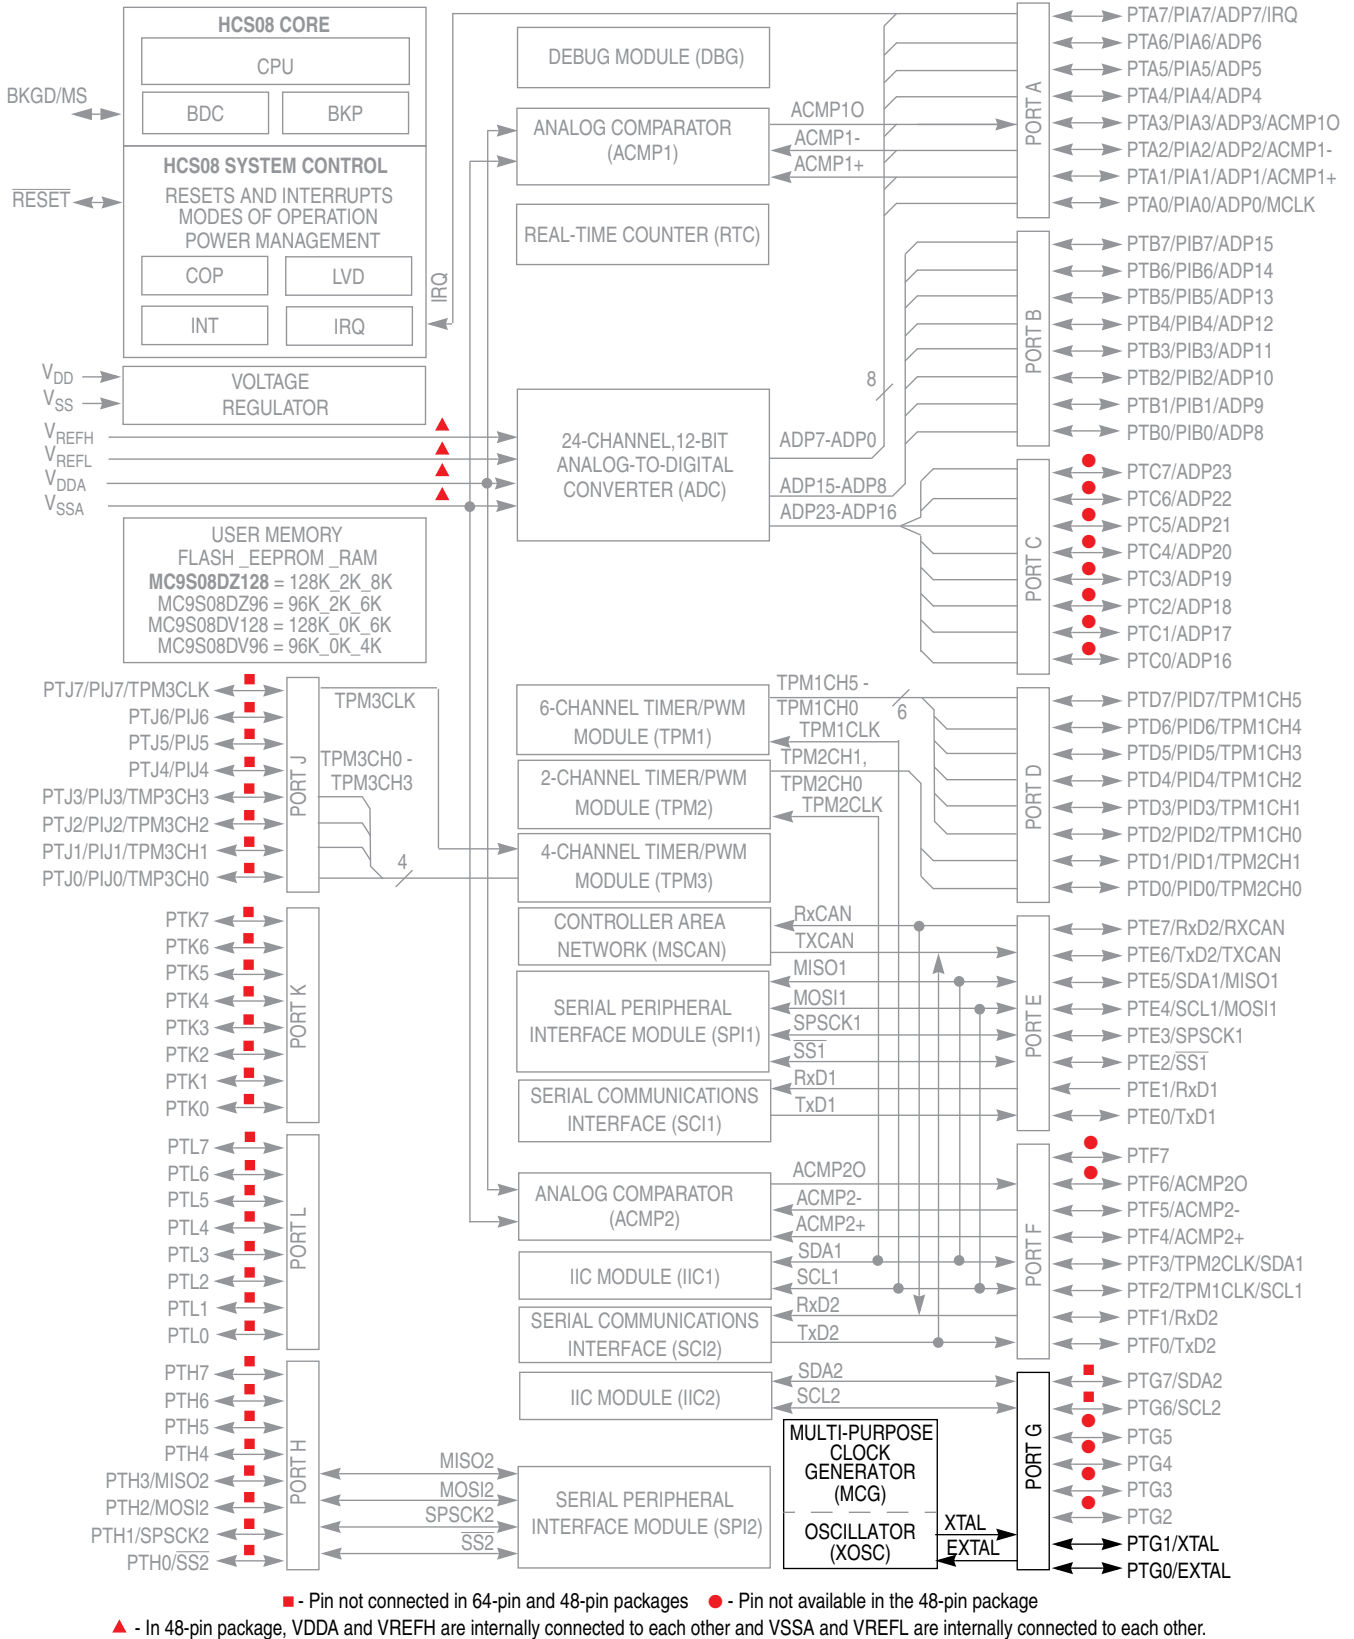 HCS08 CORE
CPU
BDC
BKP
BKGD/MS
HCS08 SYSTEM CONTROL
RESETS AND INTERRUPTS
MODES OF OPERATION
POWER MANAGEMENT
COP
LVD
INT
IRQ
RESET
IRQ
VDD
VSS
VOLTAGE
REGULATOR
VREFH
VREFL
VDDA
VSSA
USER MEMORY
FLASH _EEPROM _RAM
MC9S08DZ128 = 128K_2K_8K
MC9S08DZ96 = 96K_2K_6K
MC9S08DV128 = 128K_0K_6K
MC9S08DV96 = 96K_0K_4K
DEBUG MODULE (DBG)
ANALOG COMPARATOR
(ACMP1)
ACMP1O
ACMP1-
ACMP1+
REAL-TIME COUNTER (RTC)
24-CHANNEL,12-BIT
ANALOG-TO-DIGITAL
CONVERTER (ADC)
8
ADP7-ADP0
ADP15-ADP8
ADP23-ADP16
PORT A
PTA7/PIA7/ADP7/IRQ
PTA6/PIA6/ADP6
PTA5/PIA5/ADP5
PTA4/PIA4/ADP4
PTA3/PIA3/ADP3/ACMP1O
PTA2/PIA2/ADP2/ACMP1-
PTA1/PIA1/ADP1/ACMP1+
PTA0/PIA0/ADP0/MCLK
PORT B
PTB7/PIB7/ADP15
PTB6/PIB6/ADP14
PTB5/PIB5/ADP13
PTB4/PIB4/ADP12
PTB3/PIB3/ADP11
PTB2/PIB2/ADP10
PTB1/PIB1/ADP9
PTB0/PIB0/ADP8
PORT C
PTC7/ADP23
PTC6/ADP22
PTC5/ADP21
PTC4/ADP20
PTC3/ADP19
PTC2/ADP18
PTC1/ADP17
PTC0/ADP16
PTJ7/PIJ7/TPM3CLK
PTJ6/PIJ6
PTJ5/PIJ5
PTJ4/PIJ4
PTJ3/PIJ3/TMP3CH3
PTJ2/PIJ2/TPM3CH2
PTJ1/PIJ1/TPM3CH1
PTJ0/PIJ0/TMP3CH0
PORT J
TPM3CLK
TPM3CH0 -
TPM3CH3
4
6-CHANNEL TIMER/PWM
MODULE (TPM1)
TPM1CH5 -
TPM1CH0
6
TPM1CLK
2-CHANNEL TIMER/PWM
MODULE (TPM2)
TPM2CH1,
TPM2CH0
TPM2CLK
4-CHANNEL TIMER/PWM
MODULE (TPM3)
PORT D
PTD7/PID7/TPM1CH5
PTD6/PID6/TPM1CH4
PTD5/PID5/TPM1CH3
PTD4/PID4/TPM1CH2
PTD3/PID3/TPM1CH1
PTD2/PID2/TPM1CH0
PTD1/PID1/TPM2CH1
PTD0/PID0/TPM2CH0
PTK7
PTK6
PTK5
PTK4
PTK3
PTK2
PTK1
PTK0
PORT K
CONTROLLER AREA
NETWORK (MSCAN)
RxCAN
TXCAN
SERIAL PERIPHERAL
INTERFACE MODULE (SPI1)
MISO1
MOSI1
SPSCK1
SS1
SERIAL COMMUNICATIONS
INTERFACE (SCI1)
RxD1
TxD1
PORT E
PTE7/RxD2/RXCAN
PTE6/TxD2/TXCAN
PTE5/SDA1/MISO1
PTE4/SCL1/MOSI1
PTE3/SPSCK1
PTE2/SS1
PTE1/RxD1
PTE0/TxD1
PTL7
PTL6
PTL5
PTL4
PTL3
PTL2
PTL1
PTL0
PORT L
ANALOG COMPARATOR
(ACMP2)
ACMP2O
ACMP2-
ACMP2+
IIC MODULE (IIC1)
SDA1
SCL1
SERIAL COMMUNICATIONS
INTERFACE (SCI2)
RxD2
TxD2
PORT F
PTF7
PTF6/ACMP2O
PTF5/ACMP2-
PTF4/ACMP2+
PTF3/TPM2CLK/SDA1
PTF2/TPM1CLK/SCL1
PTF1/RxD2
PTF0/TxD2
PTH7
PTH6
PTH5
PTH4
PTH3/MISO2
PTH2/MOSI2
PTH1/SPSCK2
PTH0/SS2
PORT H
MISO2
MOSI2
SPSCK2
SS2
IIC MODULE (IIC2)
SDA2
SCL2
SERIAL PERIPHERAL
INTERFACE MODULE (SPI2)
MULTI-PURPOSE
CLOCK
GENERATOR
(MCG)
OSCILLATOR
(XOSC)
XTAL
EXTAL
PORT G
PTG7/SDA2
PTG6/SCL2
PTG5
PTG4
PTG3
PTG2
PTG1/XTAL
PTG0/EXTAL
- Pin not connected in 64-pin and 48-pin packages
- Pin not available in the 48-pin package
- In 48-pin package, VDDA and VREFH are internally connected to each other and VSSA and VREFL are internally connected to each other.